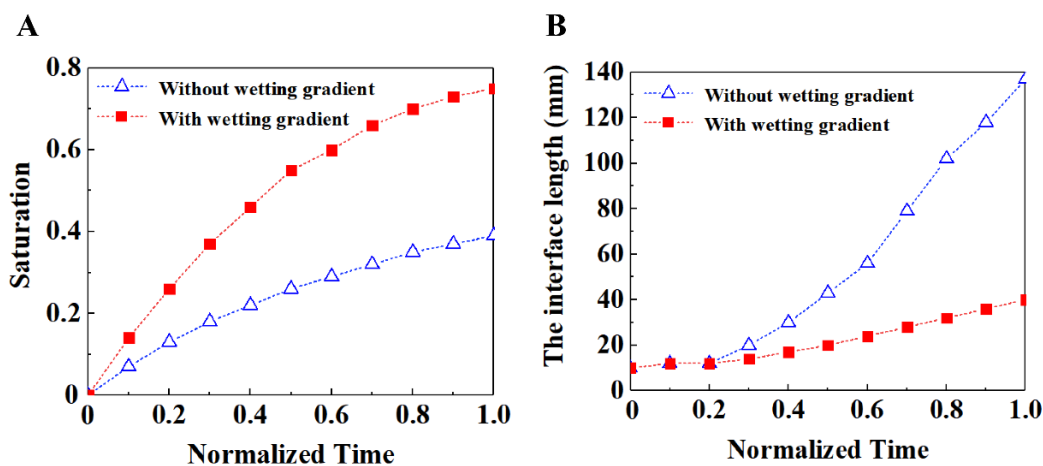 A
Saturation
0.8
0.6
0.4
0.2
0
Without wetting gradient
With wetting gradient
0 0.2 0.4 0.6 0.8 1.0
Normalized Time
B
The interface length (mm)
140
120
100
80
60
40
20
0
Without wetting gradient
With wetting gradient
0 0.2 0.4 0.6 0.8 1.0
Normalized Time